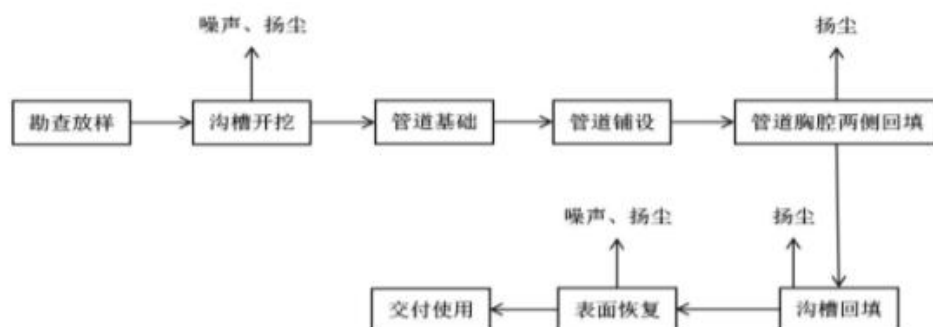 噪声、扬尘
扬尘
勘查放样
沟槽开挖
管道基础
管道铺设
管道胸腔两侧回填
噪声、扬尘
扬尘
交付使用
表面恢复
沟槽回填